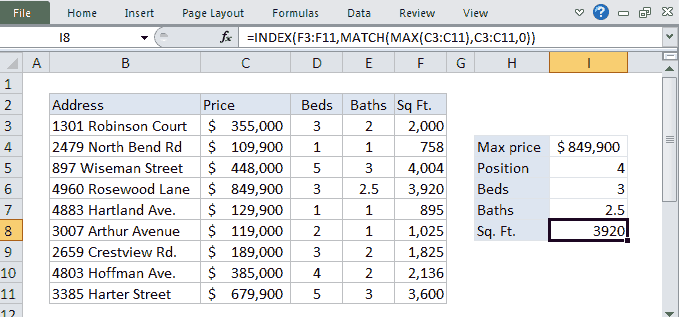 File Home Insert Page Layout Formulas Data Review View
I8 fx =INDEX(F3:F11,MATCH(MAX(C3:C11),C3:C11,0))
A B C D E F G H I
1
2 Address Price Beds Baths Sq Ft.
3 1301 Robinson Court $ 355,000 3 2 2,000
4 2479 North Bend Rd $ 109,900 1 1 758 Max price $ 849,900
5 897 Wiseman Street $ 448,000 5 3 4,004 Position 4
6 4960 Rosewood Lane $ 849,900 3 2.5 3,920 Beds 3
7 4883 Hartland Ave. $ 129,900 1 1 895 Baths 2.5
8 3007 Arthur Avenue $ 119,000 2 1 1,025 Sq. Ft. 3920
9 2659 Crestview Rd. $ 189,000 3 2 1,825
10 4803 Hoffman Ave. $ 385,000 4 2 2,136
11 3385 Harter Street $ 679,900 5 3 3,600
12